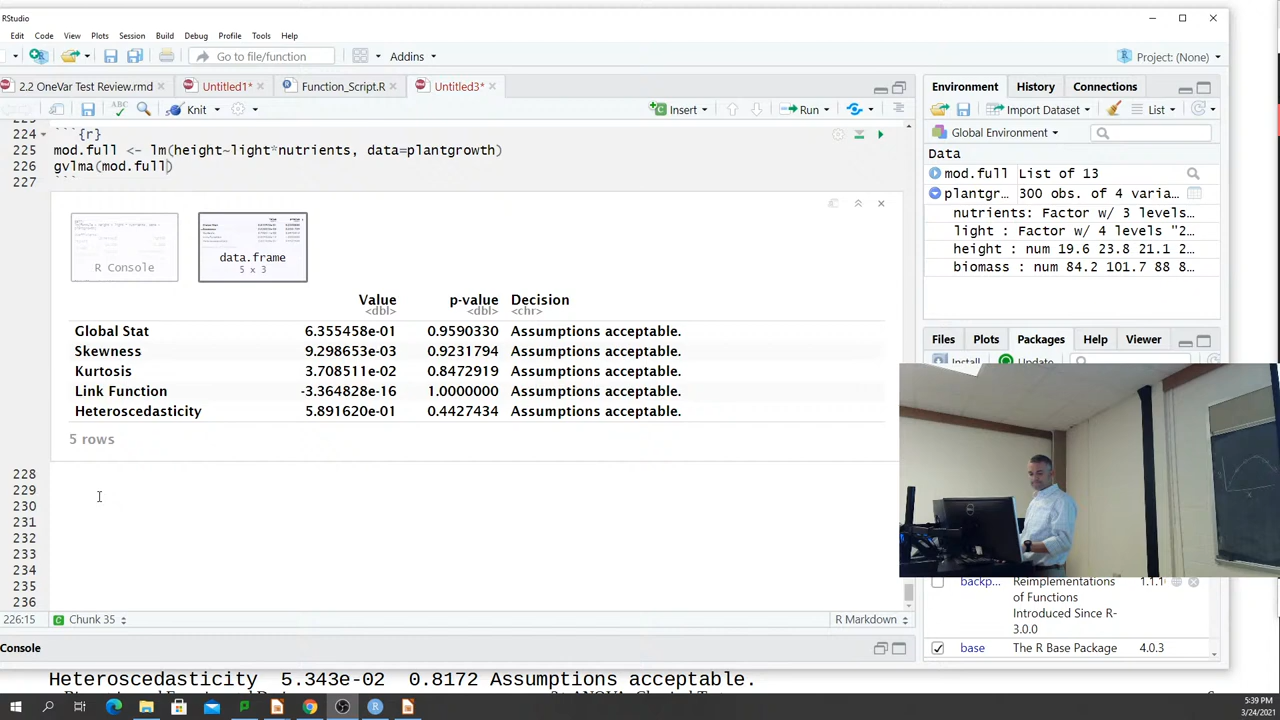 RStudio
Edit Code View Plots Session Build Debug Profile Tools Help
Go to file/function Addins Project: (None)
2.2 OneVar Test Review.rmd Untitled1* Function_Script.R Untitled3*
Knit Insert Run
224 ```{r}
225 mod.full <- lm(height~light*nutrients, data=plantgrowth)
226 gvlma(mod.full)
227 ```
R Console
data.frame
5 x 3
Value p-value Decision
<dbl> <dbl> <chr>
Global Stat 6.355458e-01 0.9590330 Assumptions acceptable.
Skewness 9.298653e-03 0.9231794 Assumptions acceptable.
Kurtosis 3.708511e-02 0.8472919 Assumptions acceptable.
Link Function -3.364828e-16 1.0000000 Assumptions acceptable.
Heteroscedasticity 5.891620e-01 0.4427434 Assumptions acceptable.
5 rows
228
229
230
231
232
233
234
235
236
226:15 Chunk 35 R Markdown
Console
Environment History Connections
Import Dataset List
Global Environment
Data
mod.full List of 13
plantgr… 300 obs. of 4 varia…
nutrients: Factor w/ 3 levels…
light : Factor w/ 4 levels "2…
height : num 19.6 23.8 21.1 2…
biomass : num 84.2 101.7 88 8…
Files Plots Packages Help Viewer
Install Update
backp… Reimplementations 1.1.1
of Functions
Introduced Since R-
3.0.0
base The R Base Package 4.0.3
Heteroscedasticity 5.343e-02 0.8172 Assumptions acceptable.
5:39 PM
3/24/2021